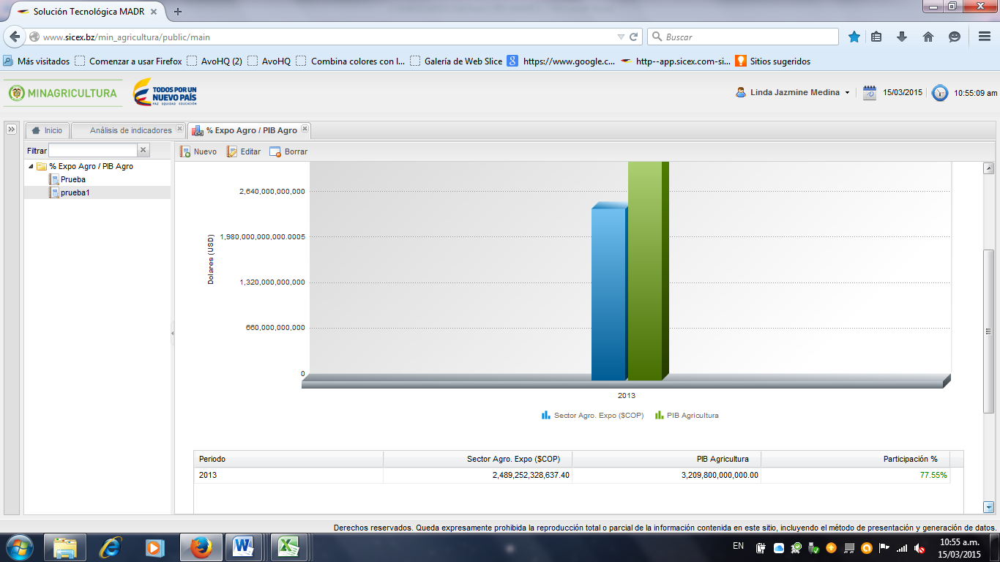 Solución Tecnológica MADR
www.sicex.bz/min_agricultura/public/main
Buscar
Más visitados
Comenzar a usar Firefox
AvoHQ (2)
AvoHQ
Combina colores con l...
Galería de Web Slice
https://www.google.c...
http--app.sicex.com-si...
Sitios sugeridos
MINAGRICULTURA
TODOS POR UN
NUEVO PAÍS
PAZ EQUIDAD EDUCACIÓN
Linda Jazmine Medina
15/03/2015
10:55:09 am
Inicio
Análisis de indicadores
% Expo Agro / PIB Agro
Filtrar
Nuevo
Editar
Borrar
% Expo Agro / PIB Agro
Prueba
prueba1
2,640,000,000,000
1,980,000,000,000.0005
1,320,000,000,000
660,000,000,000
0
Dolares (USD)
2013
Sector Agro. Expo ($COP)
PIB Agricultura
Periodo Sector Agro. Expo ($COP) PIB Agricultura Participación %
2013 2,489,252,328,637.40 3,209,800,000,000.00 77.55%
Derechos reservados. Queda expresamente prohibida la reproducción total o parcial de la información contenida en este sitio, incluyendo el método de presentación y generación de datos.
EN
10:55 a.m.
15/03/2015